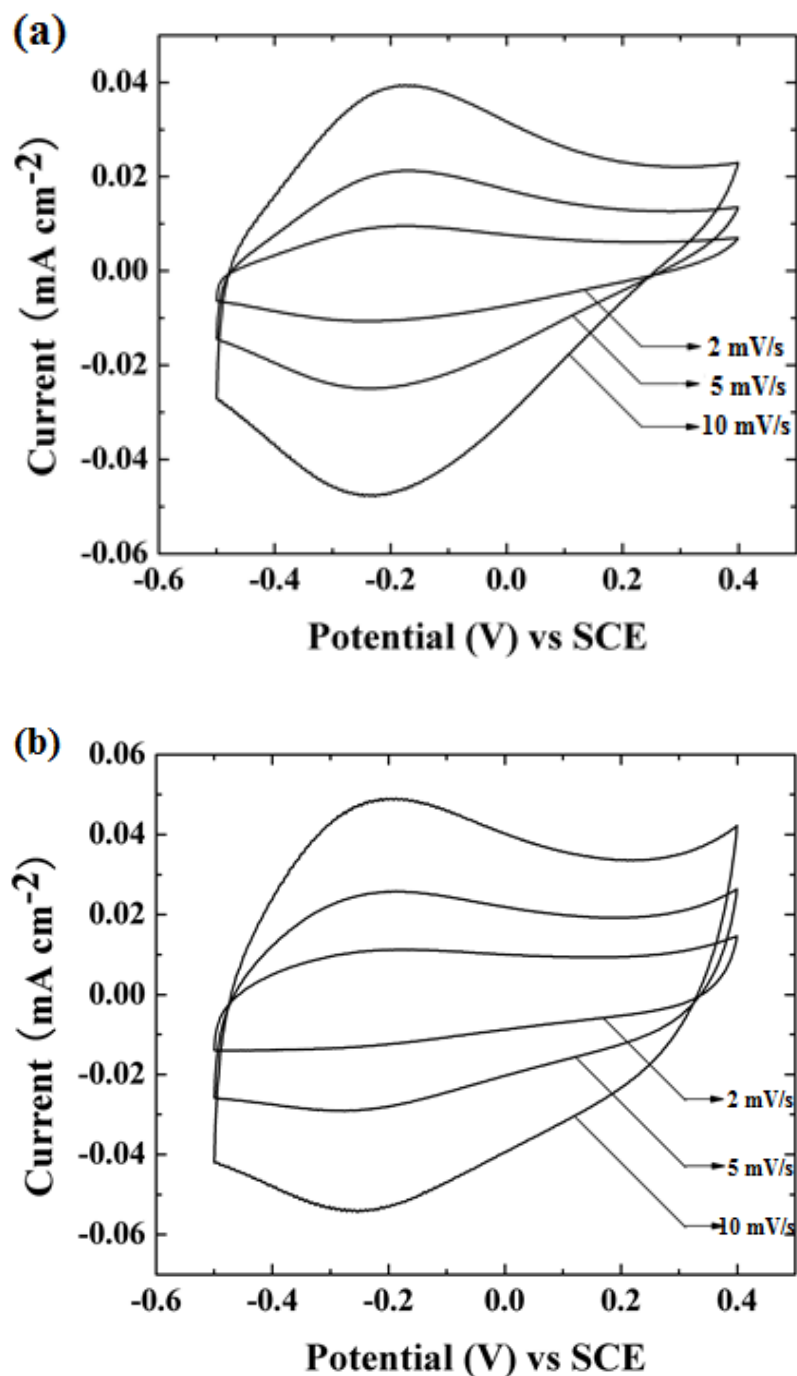 (a)
0.04
0.02
0.00
-0.02
-0.04
-0.06
Current (mA cm-2)
2 mV/s
5 mV/s
10 mV/s
-0.6
-0.4
-0.2
0.0
0.2
0.4
Potential (V) vs SCE
(b)
0.06
0.04
0.02
0.00
-0.02
-0.04
-0.06
Current (mA cm-2)
2 mV/s
5 mV/s
10 mV/s
-0.6
-0.4
-0.2
0.0
0.2
0.4
Potential (V) vs SCE